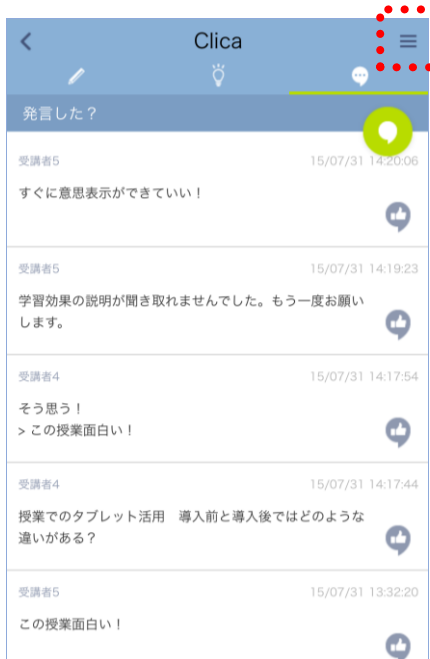 Clica
発言した？
受講者5 15/07/31 14:20:06
すぐに意思表示ができていい！
受講者5 15/07/31 14:19:23
学習効果の説明が聞き取れませんでした。もう一度お願い
します。
受講者4 15/07/31 14:17:54
そう思う！
> この授業面白い！
受講者4 15/07/31 14:17:44
授業でのタブレット活用　導入前と導入後ではどのような
違いがある？
受講者5 15/07/31 13:32:20
この授業面白い！